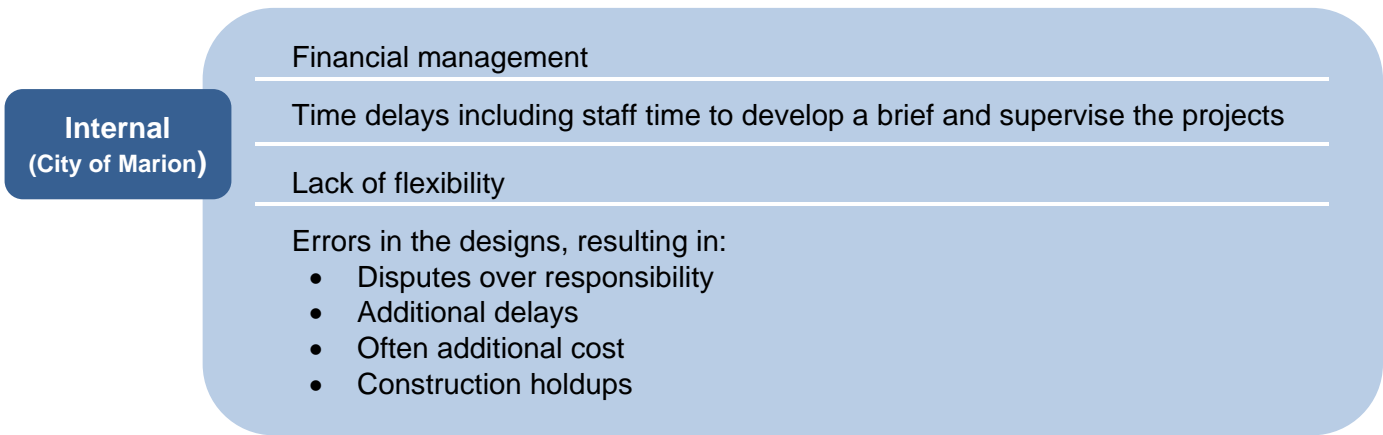 Internal
(City of Marion)
Financial management
Time delays including staff time to develop a brief and supervise the projects
Lack of flexibility
Errors in the designs, resulting in:
• Disputes over responsibility
• Additional delays
• Often additional cost
• Construction holdups